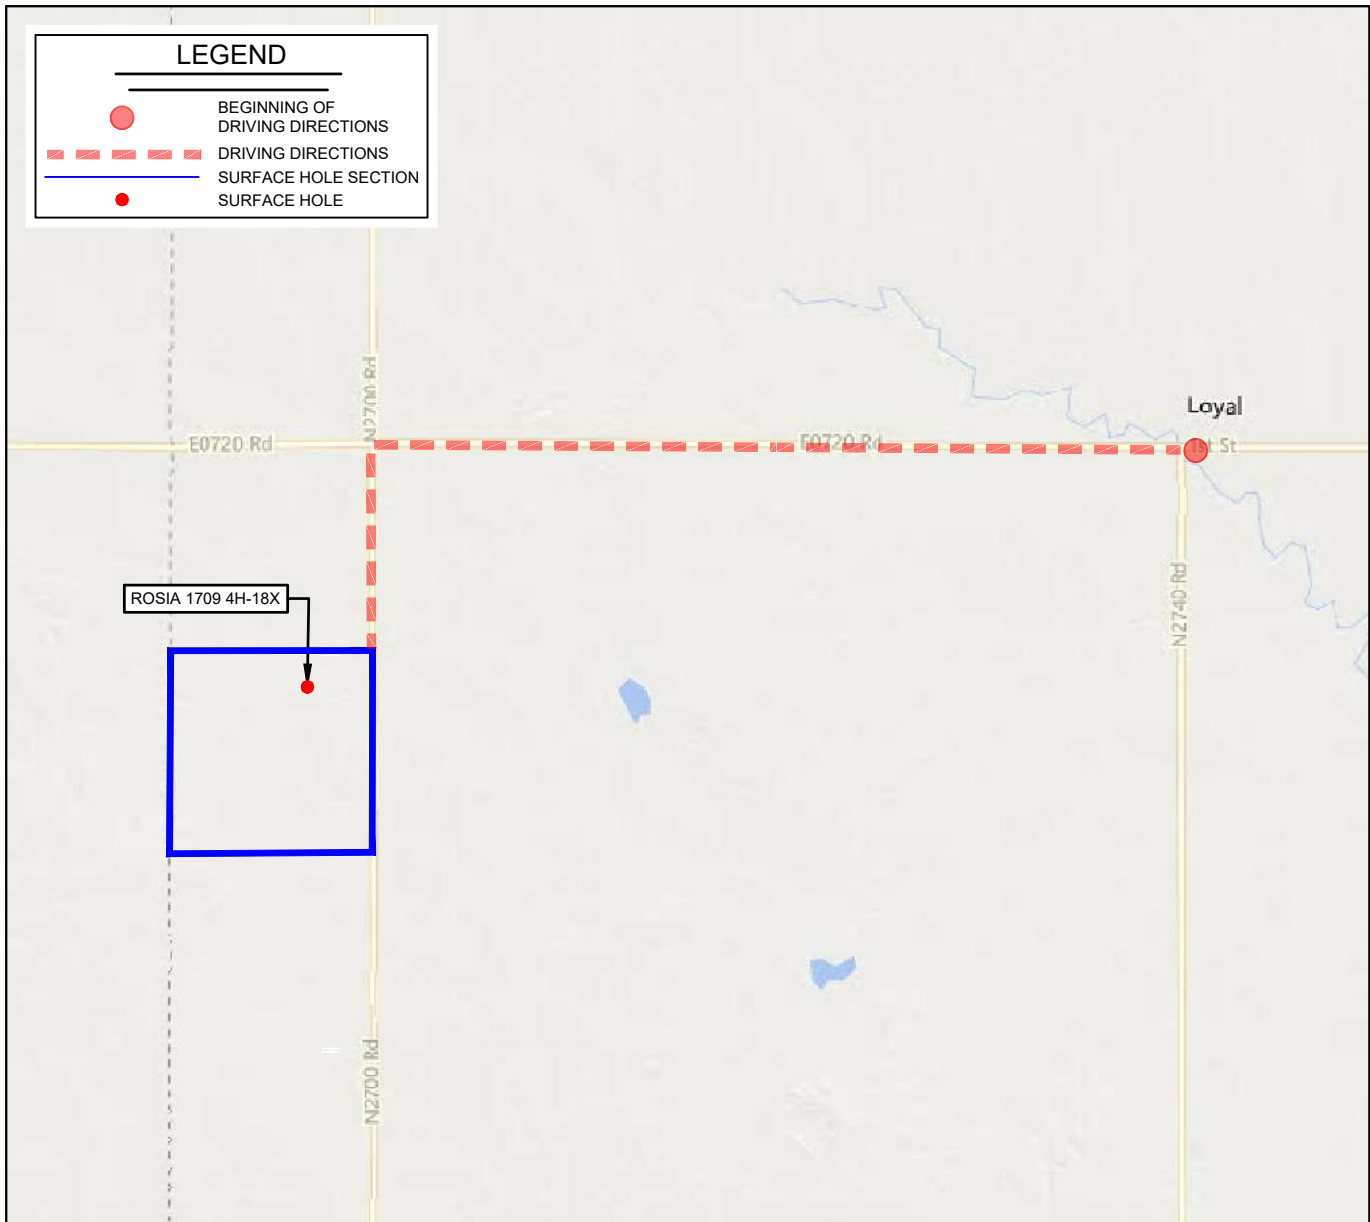 LEGEND
BEGINNING OF
DRIVING DIRECTIONS
DRIVING DIRECTIONS
SURFACE HOLE SECTION
SURFACE HOLE
N2700 Rd
Loyal
E0720 Rd
E0720 Rd
1st St
N2740 Rd
ROSIA 1709 4H-18X
N2700 Rd